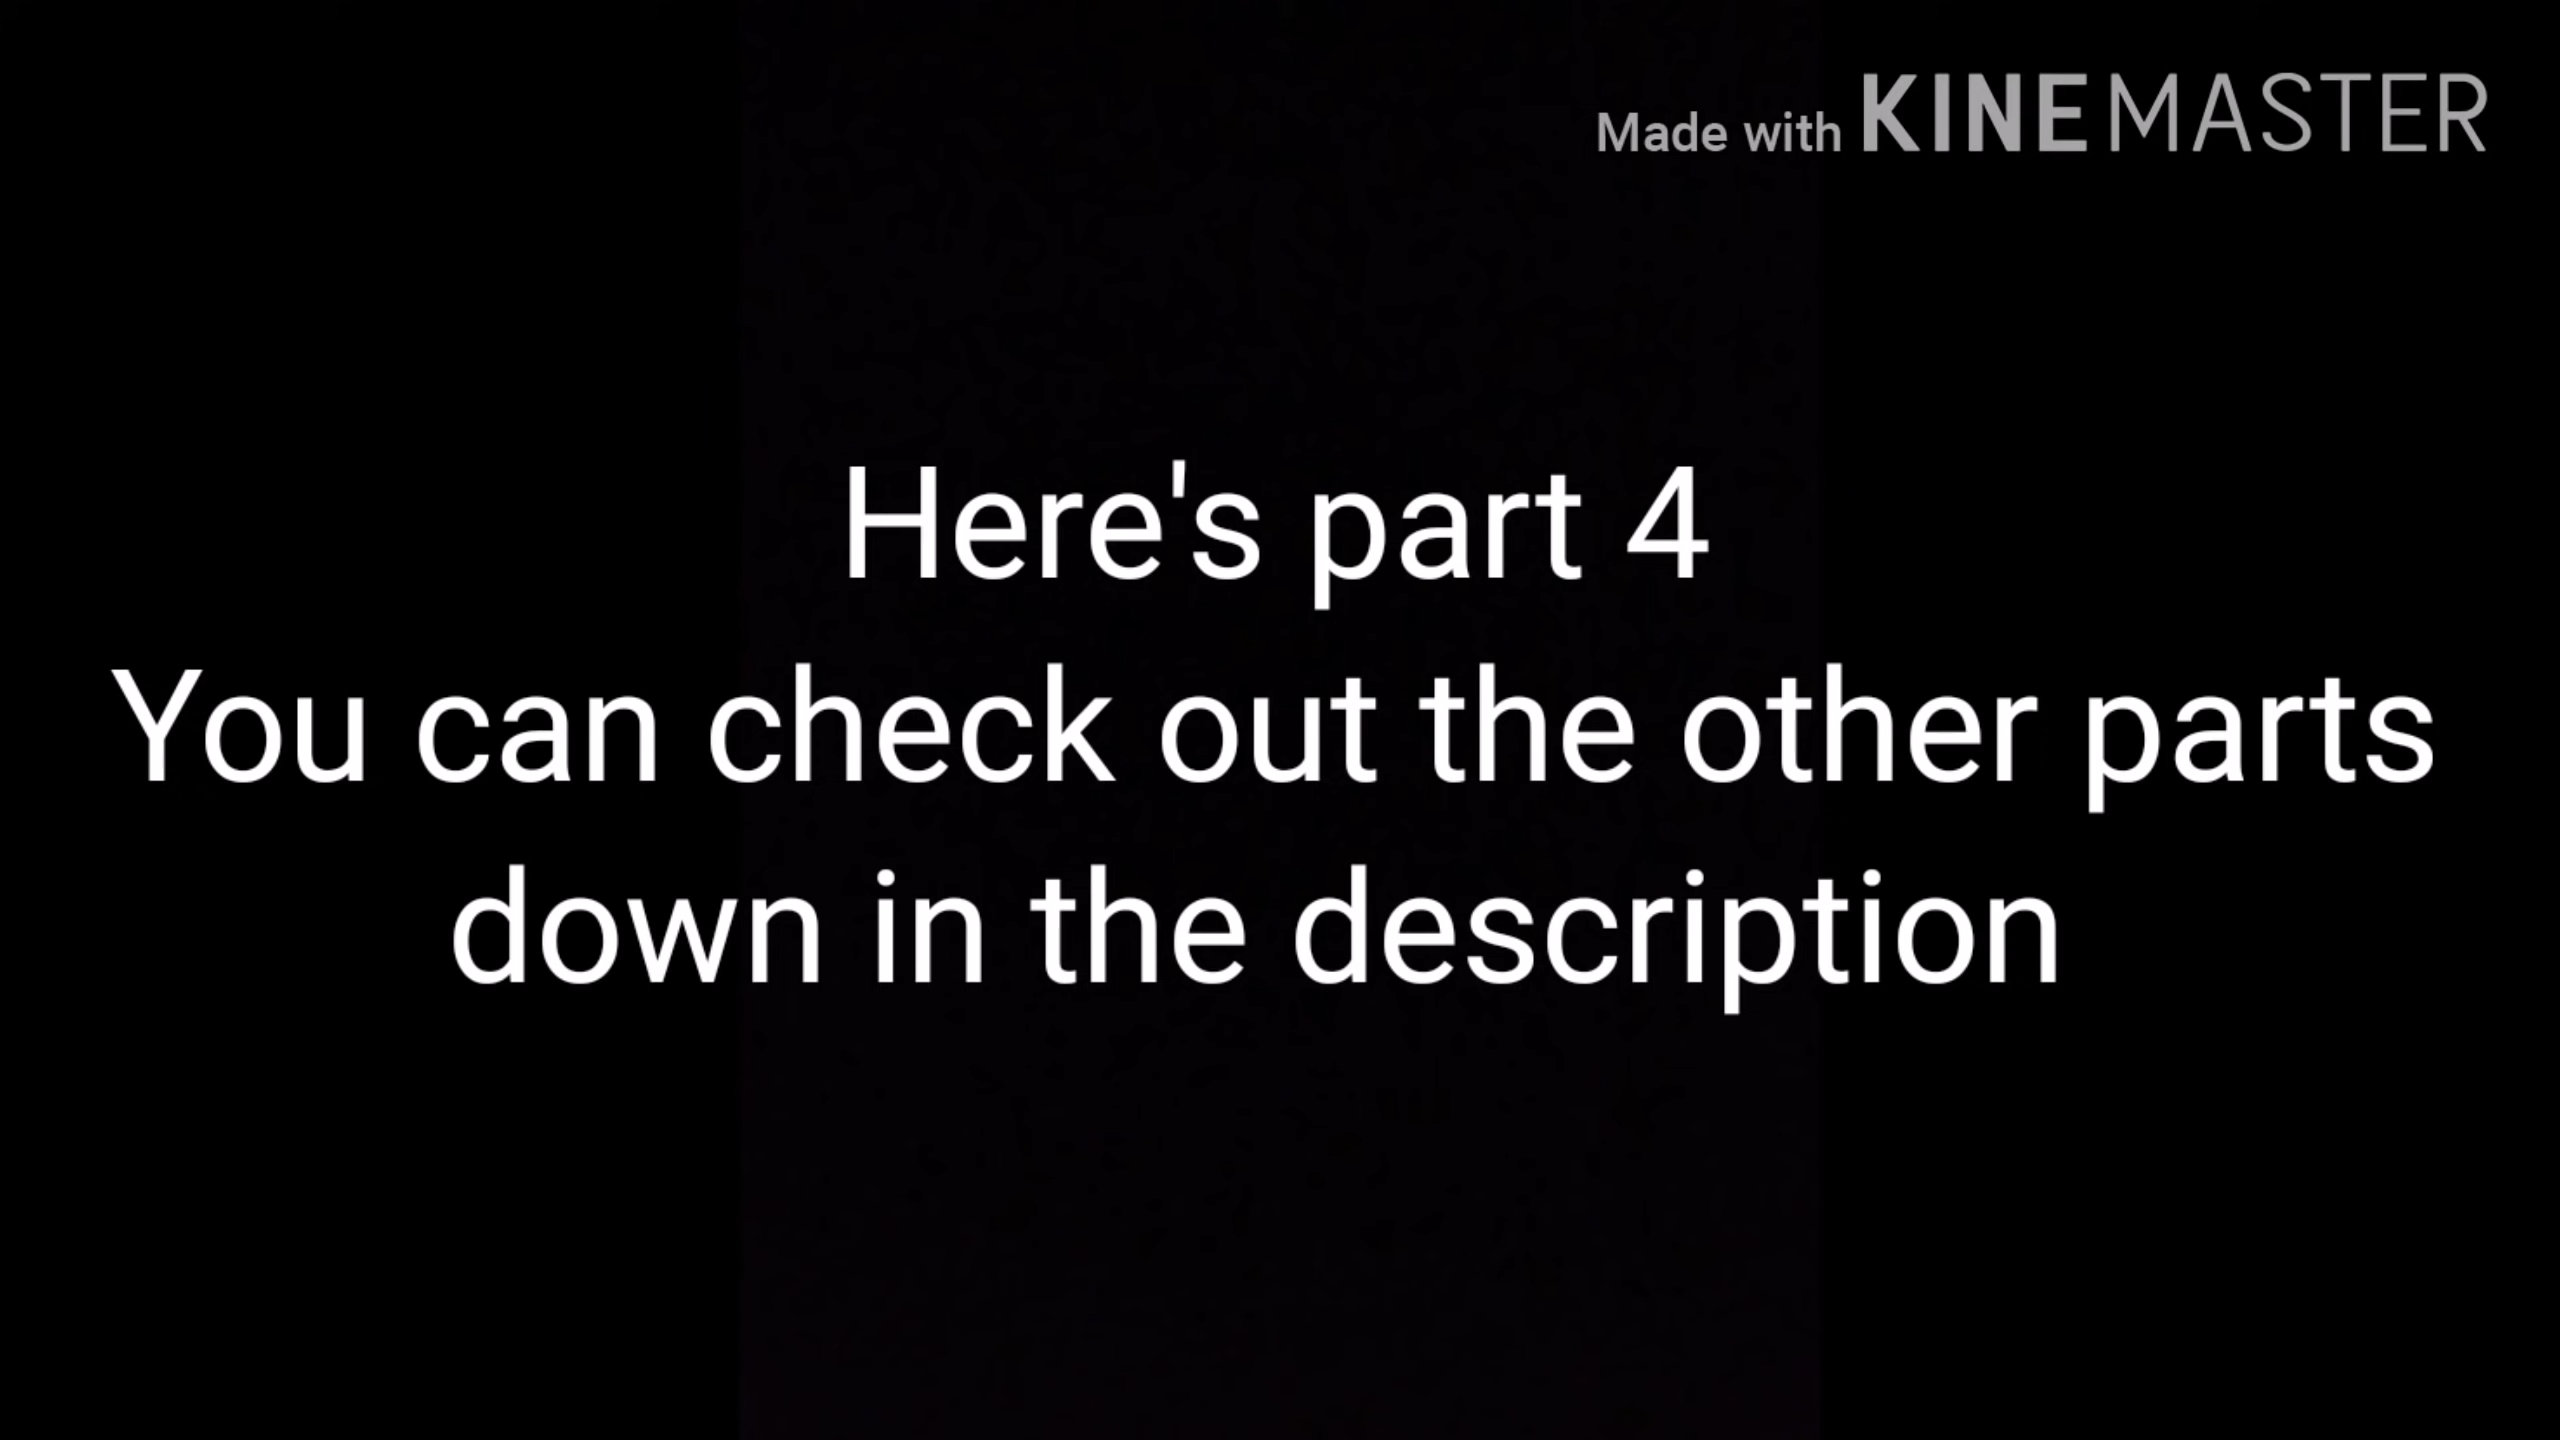 Made with KINEMASTER
Here's part 4
You can check out the other parts
down in the description